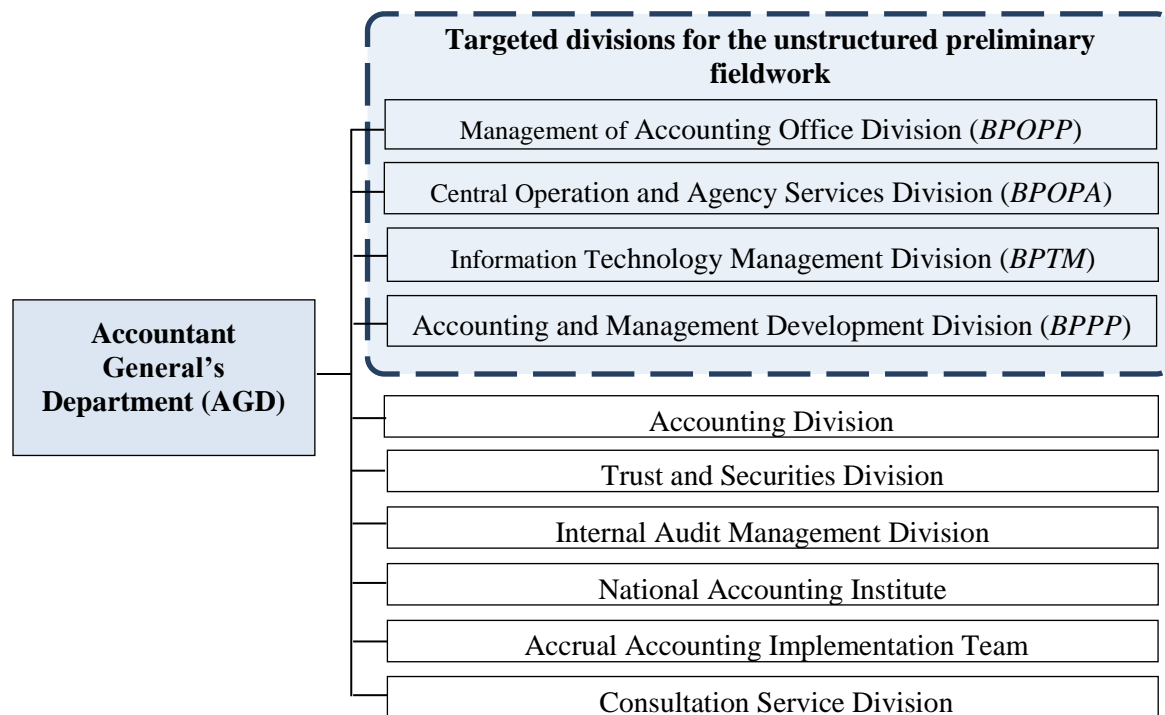 Targeted divisions for the unstructured preliminary
fieldwork
Management of Accounting Office Division (BPOPP)
Central Operation and Agency Services Division (BPOPA)
Information Technology Management Division (BPTM)
Accounting and Management Development Division (BPPP)
Accountant
General’s
Department (AGD)
Accounting Division
Trust and Securities Division
Internal Audit Management Division
National Accounting Institute
Accrual Accounting Implementation Team
Consultation Service Division